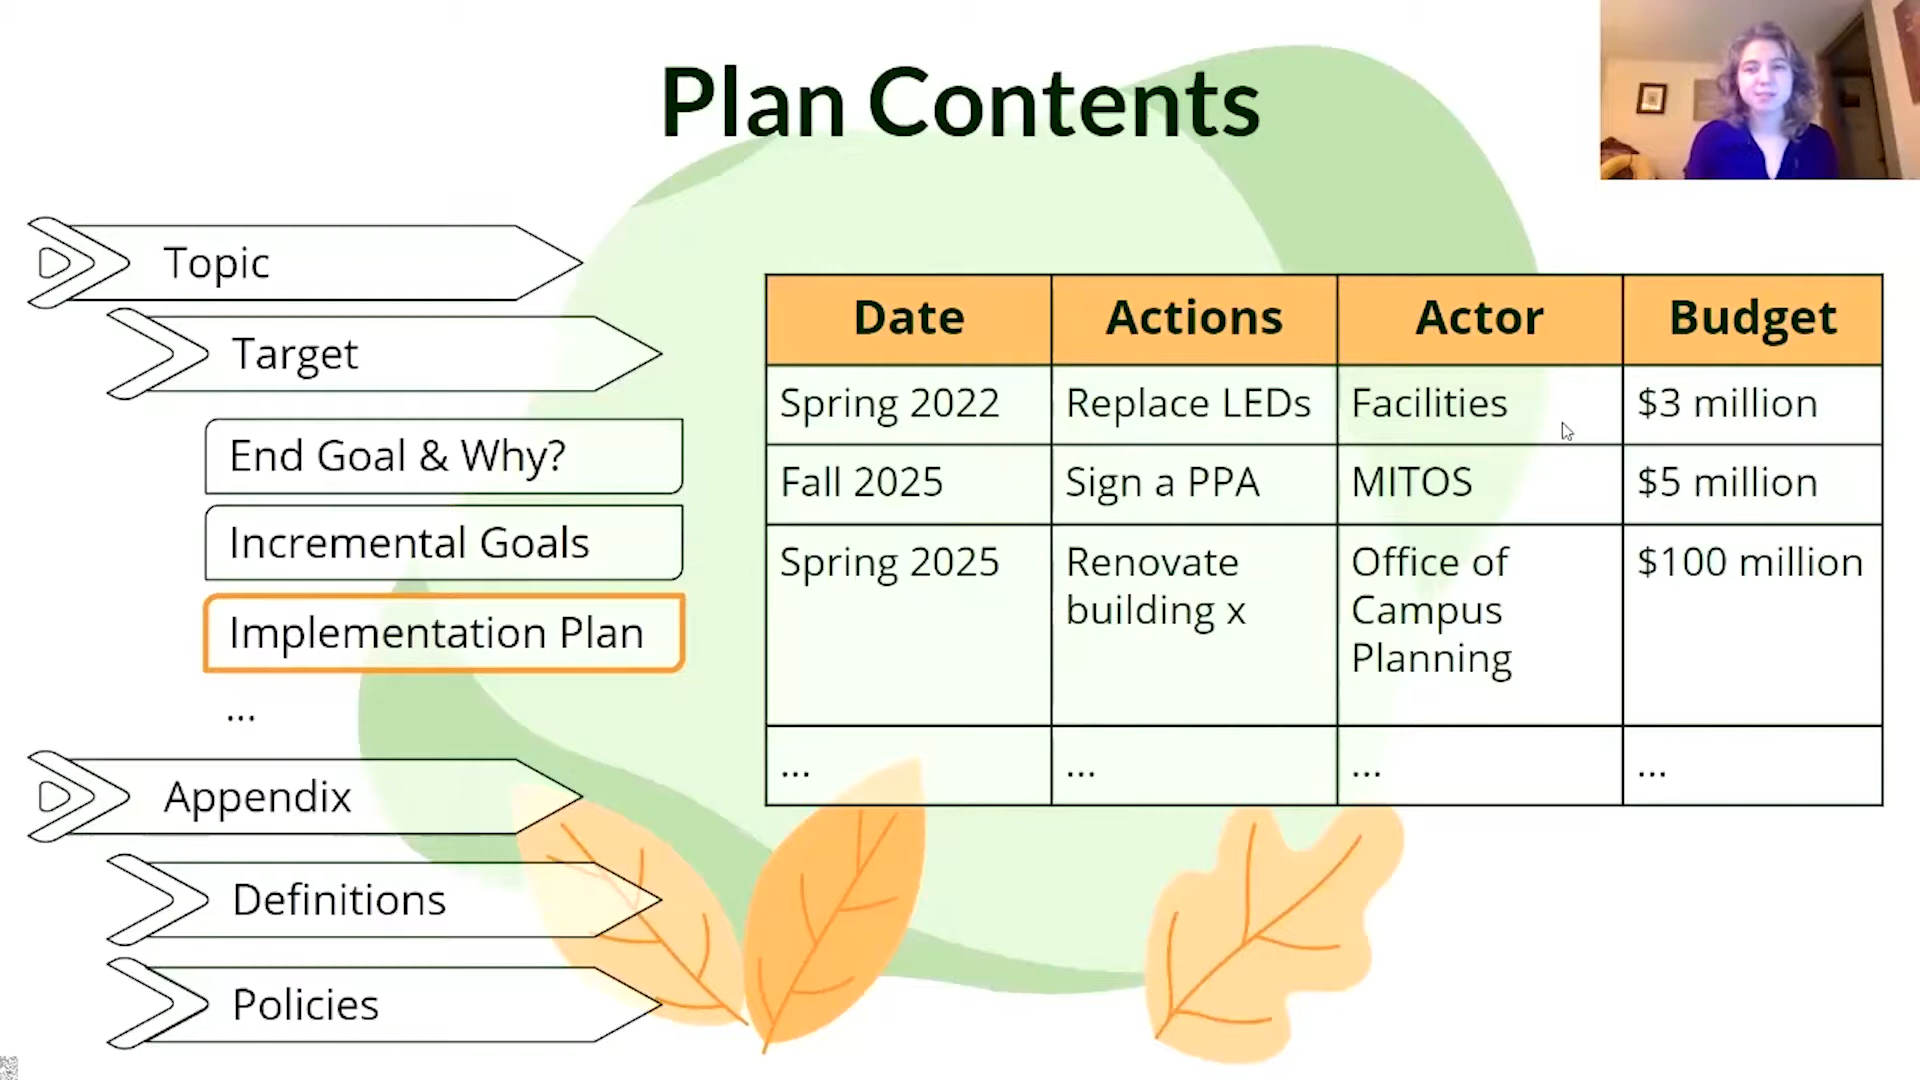 Plan Contents
Topic
Target
End Goal & Why?
Incremental Goals
Implementation Plan
...
Appendix
Definitions
Policies
Date Actions Actor Budget
Spring 2022 Replace LEDs Facilities $3 million
Fall 2025 Sign a PPA MITOS $5 million
Spring 2025 Renovate Office of $100 million
building x Campus
Planning
... ... ... ...